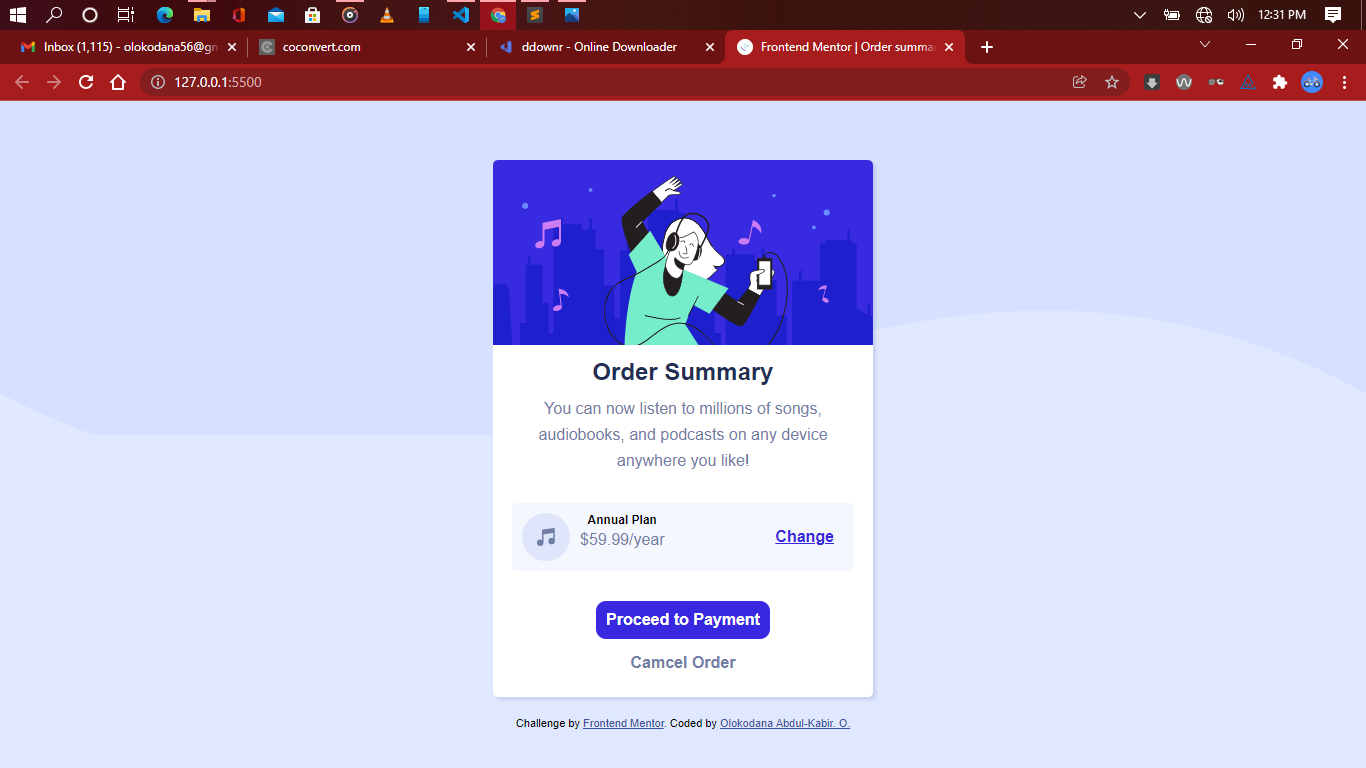 12:31 PM
Inbox (1,115) - olokodana56@gm
coconvert.com
ddownr - Online Downloader
Frontend Mentor | Order summa
127.0.0.1:5500
Order Summary
You can now listen to millions of songs,
audiobooks, and podcasts on any device
anywhere you like!
Annual Plan
$59.99/year
Change
Proceed to Payment
Camcel Order
Challenge by Frontend Mentor. Coded by Olokodana Abdul-Kabir. O.